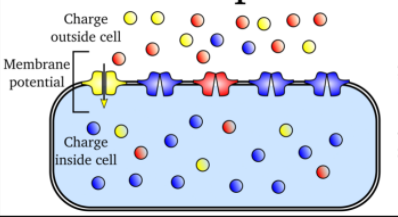 Charge
outside cell
Membrane
potential
Charge
inside cell